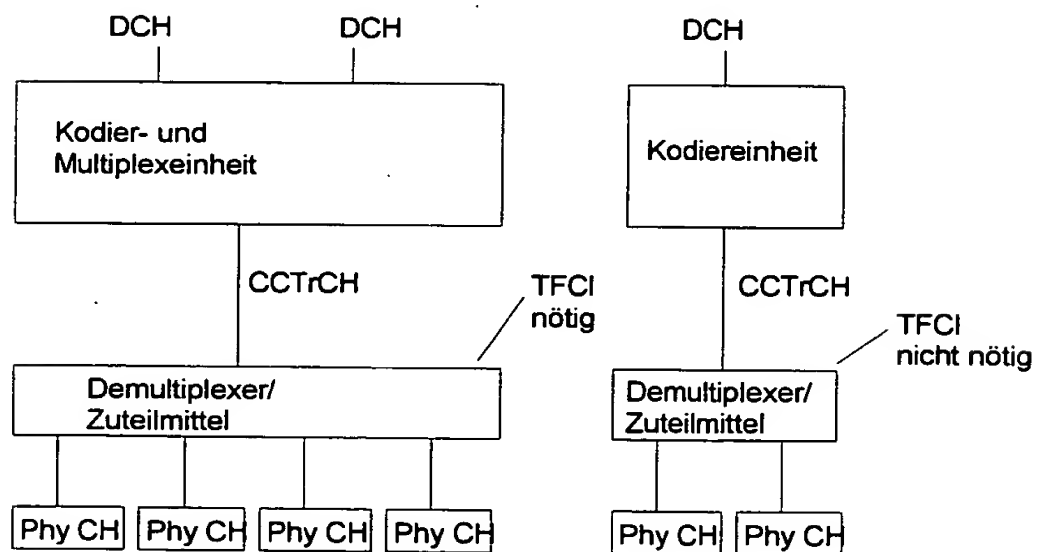 DCH
DCH
DCH
Kodier- und
Multiplexeinheit
Kodiereinheit
CCTrCH
TFCI
nötig
CCTrCH
TFCI
nicht nötig
Demultiplexer/
Zuteilmittel
Demultiplexer/
Zuteilmittel
Phy CH
Phy CH
Phy CH
Phy CH
Phy CH
Phy CH